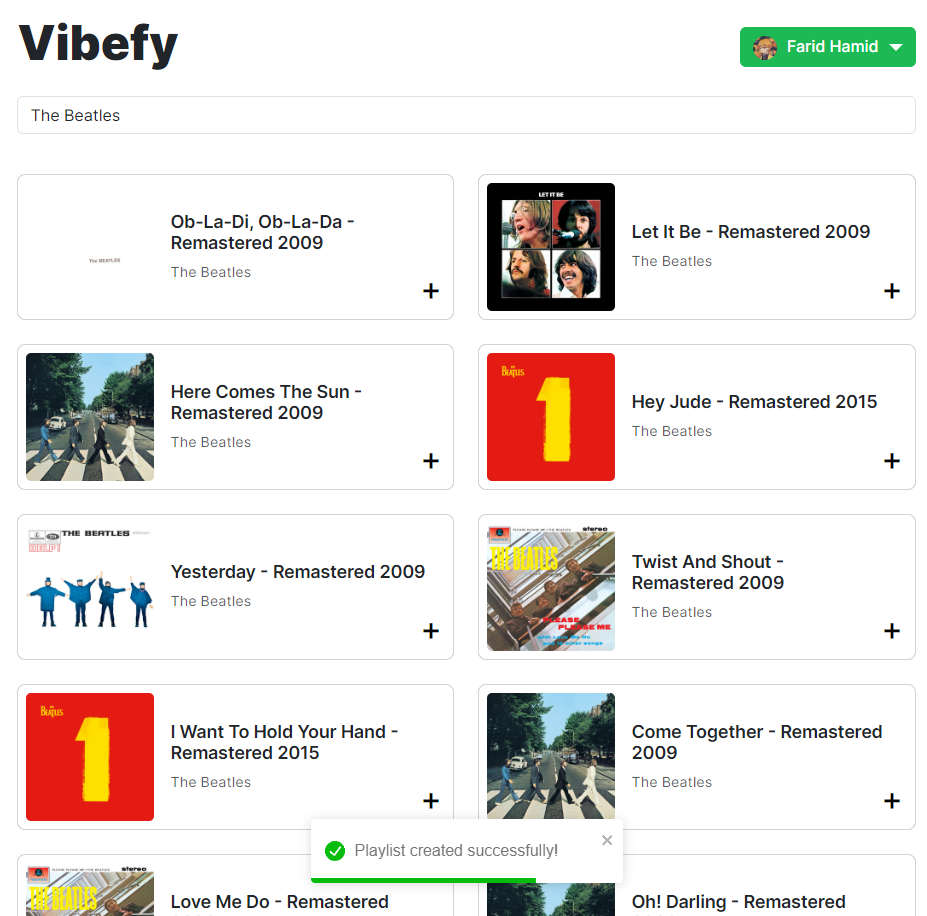 Vibefy
Farid Hamid
The Beatles
Ob-La-Di, Ob-La-Da -
Remastered 2009
The Beatles
The BEATLES
LET IT BE
Let It Be - Remastered 2009
The Beatles
Here Comes The Sun -
Remastered 2009
The Beatles
BEATLES
1
Hey Jude - Remastered 2015
The Beatles
THE BEATLES
HELP!
Yesterday - Remastered 2009
The Beatles
stereo
THE BEATLES
PLEASE
PLEASE ME
Twist And Shout -
Remastered 2009
The Beatles
BEATLES
1
I Want To Hold Your Hand -
Remastered 2015
The Beatles
Come Together - Remastered
2009
The Beatles
Playlist created successfully!
stereo
THE BEATLES
Love Me Do - Remastered
Oh! Darling - Remastered